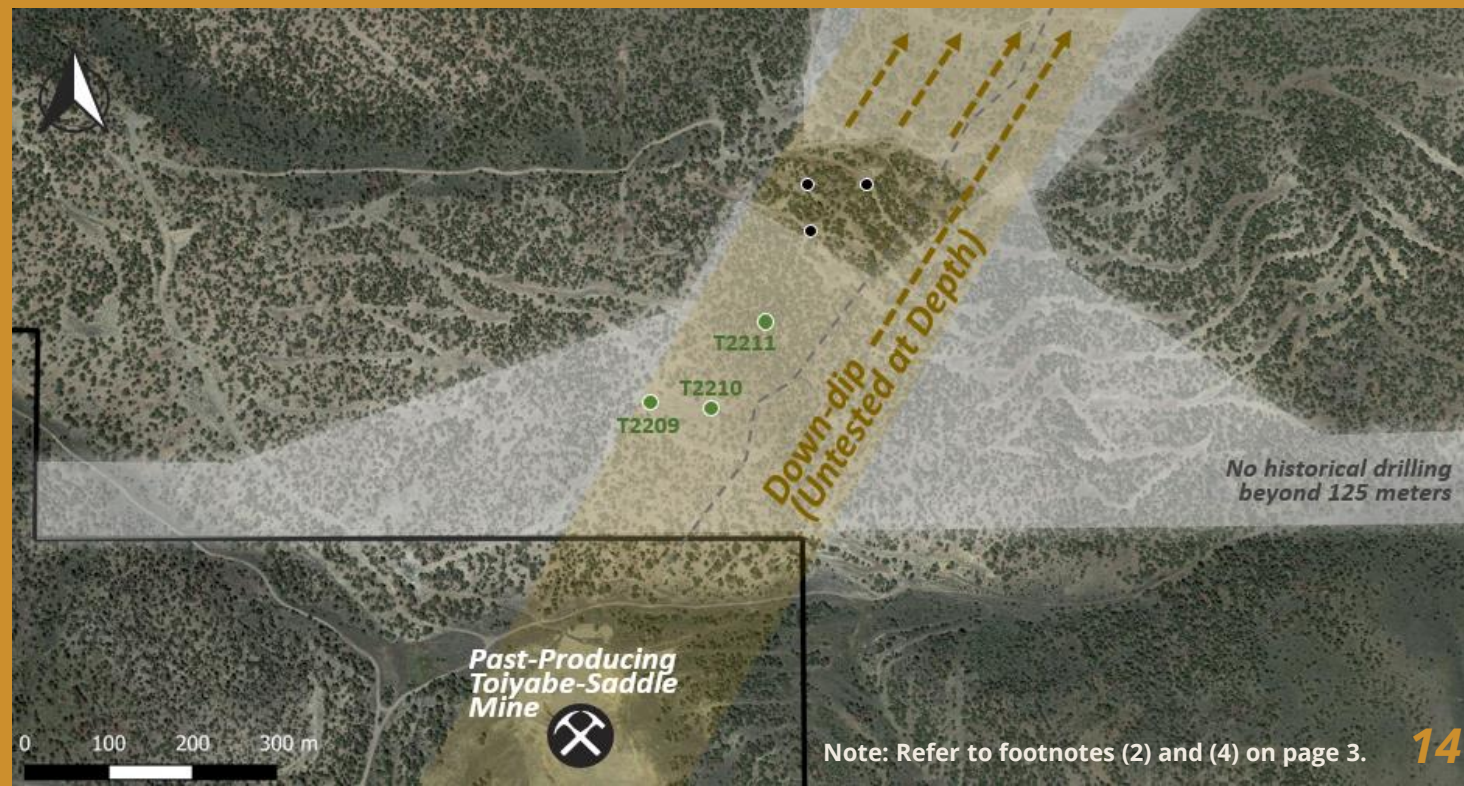 T2211
T2210
T2209
Down-dip
(Untested at Depth)
No historical drilling
beyond 125 meters
Past-Producing
Toiyabe-Saddle
Mine
0 100 200 300 m
Note: Refer to footnotes (2) and (4) on page 3.
14